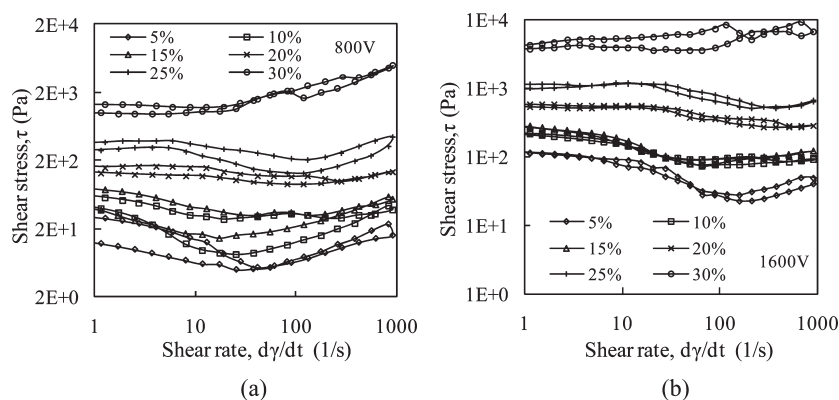 2E+4
2E+3
2E+2
2E+1
2E+0
Shear stress,τ (Pa)
5% 10%
15% 20%
25% 30%
800V
1 10 100 1000
Shear rate, dγ/dt (1/s)
(a)
1E+4
1E+3
1E+2
1E+1
1E+0
Shear stress,τ (Pa)
5% 10%
15% 20%
25% 30%
1600V
1 10 100 1000
Shear rate, dγ/dt (1/s)
(b)